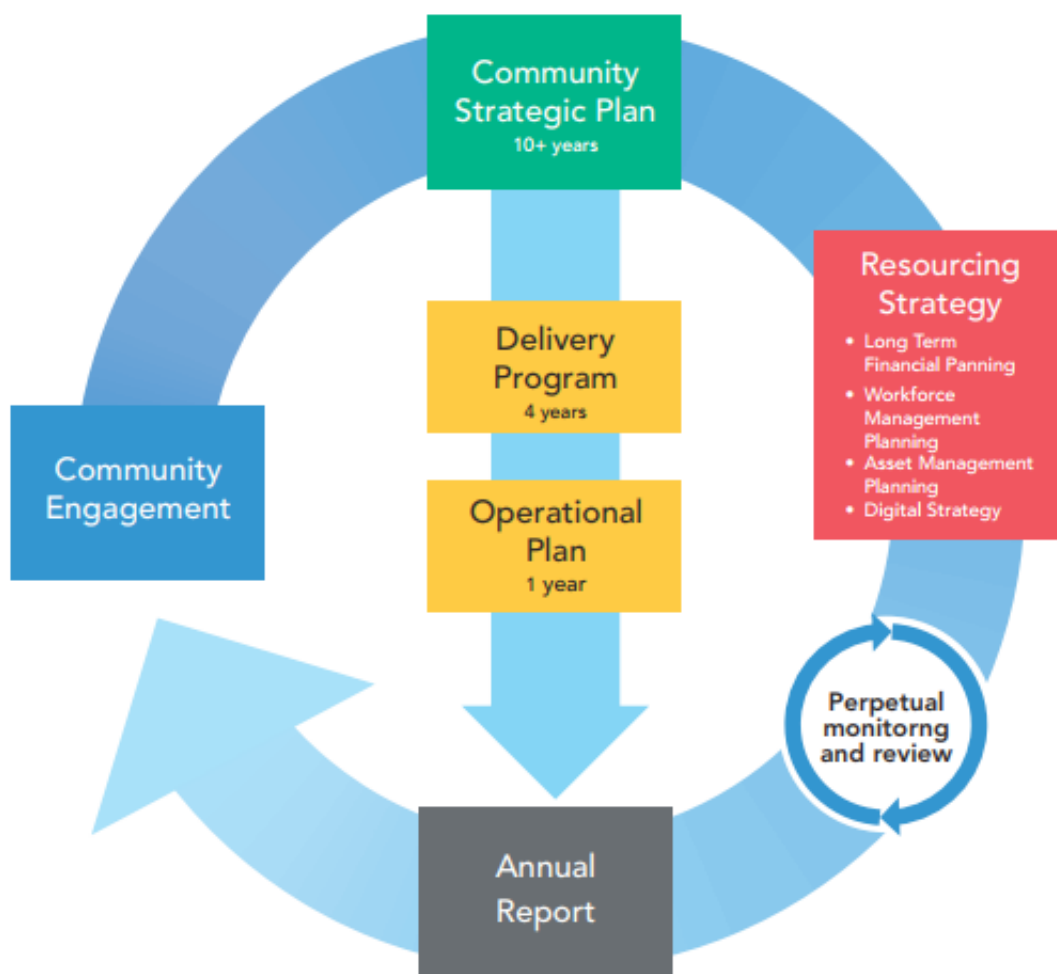 Community
Strategic Plan
10+ years
Resourcing
Strategy
• Long Term
Financial Panning
• Workforce
Management
Planning
• Asset Management
Planning
• Digital Strategy
Delivery
Program
4 years
Community
Engagement
Operational
Plan
1 year
Perpetual
monitorng
and review
Annual
Report